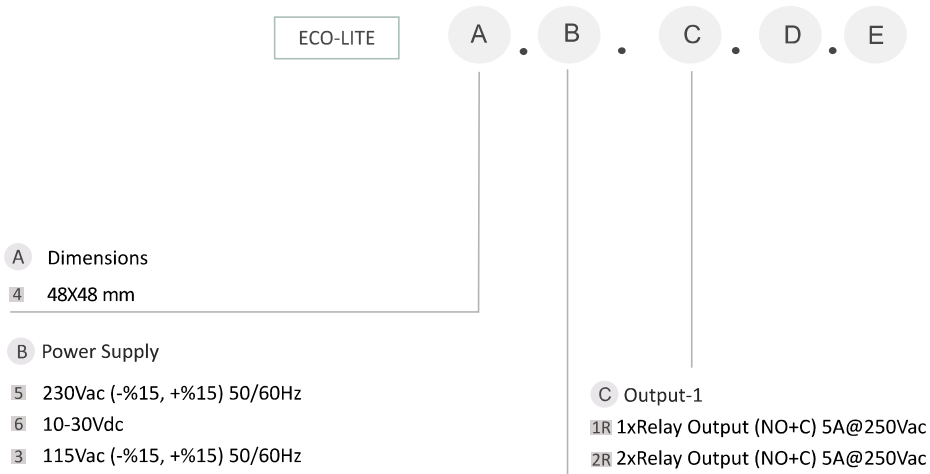 ECO-LITE A . B . C . D . E
A Dimensions
4 48X48 mm
B Power Supply
5 230Vac (-%15, +%15) 50/60Hz
6 10-30Vdc
3 115Vac (-%15, +%15) 50/60Hz
C Output-1
1R 1xRelay Output (NO+C) 5A@250Vac
2R 2xRelay Output (NO+C) 5A@250Vac